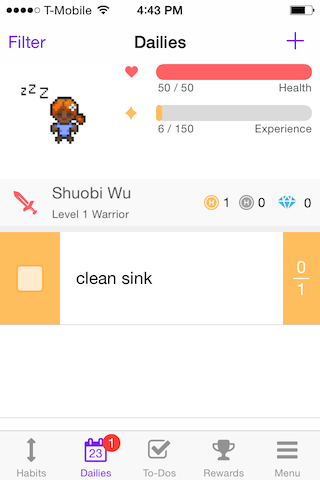 T-Mobile 4:43 PM
Filter Dailies +
zzz
50 / 50 Health
6 / 150 Experience
Shuobi Wu
Level 1 Warrior
H 1 H 0 0
clean sink
0
1
1
23
Habits Dailies To-Dos Rewards Menu